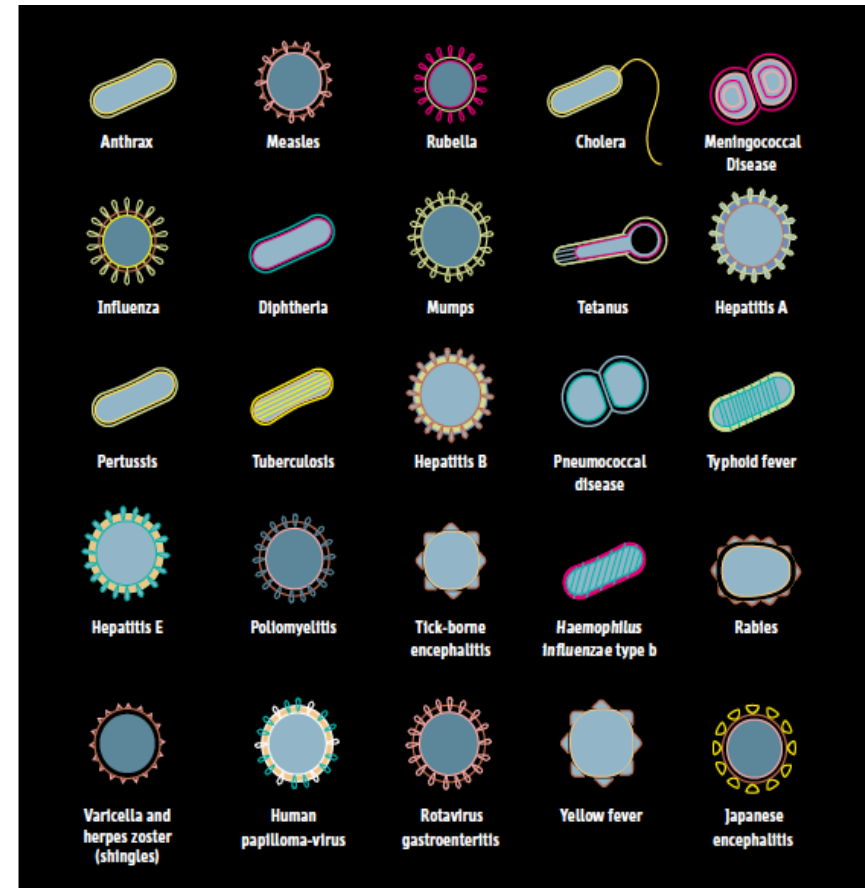 Anthrax
Measles
Rubella
Cholera
Meningococcal
Disease
Influenza
Diphtheria
Mumps
Tetanus
Hepatitis A
Pertussis
Tuberculosis
Hepatitis B
Pneumococcal
disease
Typhoid fever
Hepatitis E
Poliomyelitis
Tick-borne
encephalitis
Haemophilus
influenzae type b
Rabies
Varicella and
herpes zoster
(shingles)
Human
papilloma-virus
Rotavirus
gastroenteritis
Yellow fever
Japanese
encephalitis